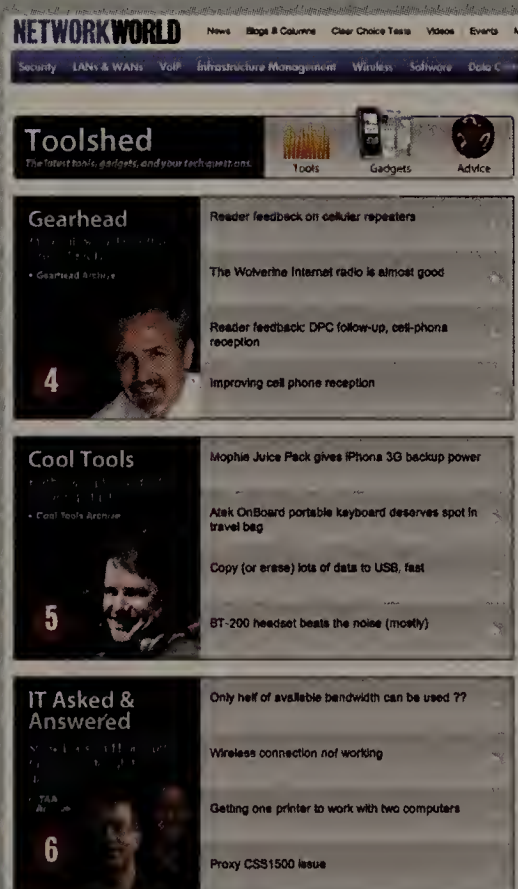 NETWORKWORLD
News Blogs & Columns Clear Choice Tests Videos Events
Security LANs & WANs VoIP Infrastructure Management Wireless Software Data
Toolshed
The latest tools, gadgets, and your tech questions.
Tools Gadgets Advice
Gearhead
• Gearhead Archive
4
Reader feedback on cellular repeaters
The Wolverine Internet radio is almost good
Reader feedback: DPC follow-up, cell-phone
reception
Improving cell phone reception
Cool Tools
• Cool Tools Archive
5
Mophie Juice Pack gives iPhone 3G backup power
Atek OnBoard portable keyboard deserves spot in
travel bag
Copy (or erase) lots of data to USB, fast
BT-200 headset beats the noise (mostly)
IT Asked &
Answered
6
Only half of available bandwidth can be used ??
Wireless connection not working
Getting one printer to work with two computers
Proxy CSS1500 issue